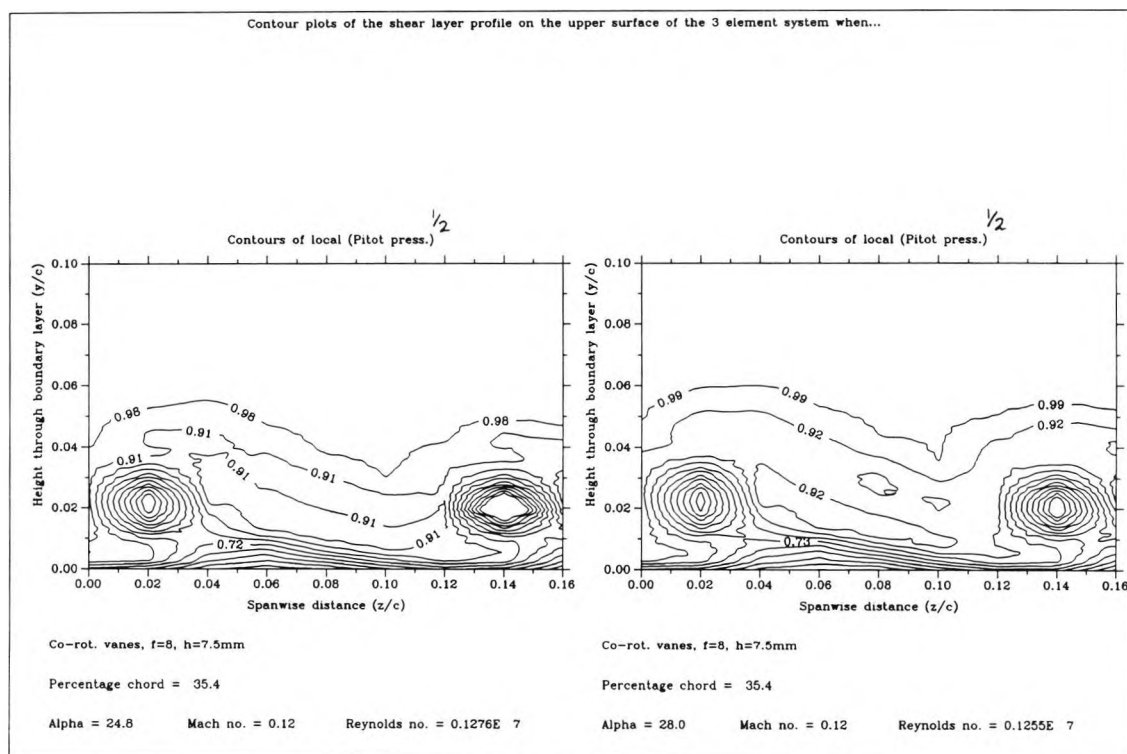 Contour plots of the shear layer profile on the upper surface of the 3 element system when...
Contours of local (Pitot press.) 1/2
0.10
0.08
0.06
0.04
0.02
0.00
Height through boundary layer (y/c)
0.98
0.98
0.98
0.91
0.91
0.91
0.91
0.91
0.91
0.72
0.00 0.02 0.04 0.06 0.08 0.10 0.12 0.14 0.16
Spanwise distance (z/c)
Co-rot. vanes, f=8, h=7.5mm
Percentage chord = 35.4
Alpha = 24.8 Mach no. = 0.12 Reynolds no. = 0.1276E 7
Contours of local (Pitot press.) 1/2
0.10
0.08
0.06
0.04
0.02
0.00
Height through boundary layer (y/c)
0.99
0.99
0.99
0.92
0.92
0.92
0.73
0.00 0.02 0.04 0.06 0.08 0.10 0.12 0.14 0.16
Spanwise distance (z/c)
Co-rot. vanes, f=8, h=7.5mm
Percentage chord = 35.4
Alpha = 28.0 Mach no. = 0.12 Reynolds no. = 0.1255E 7